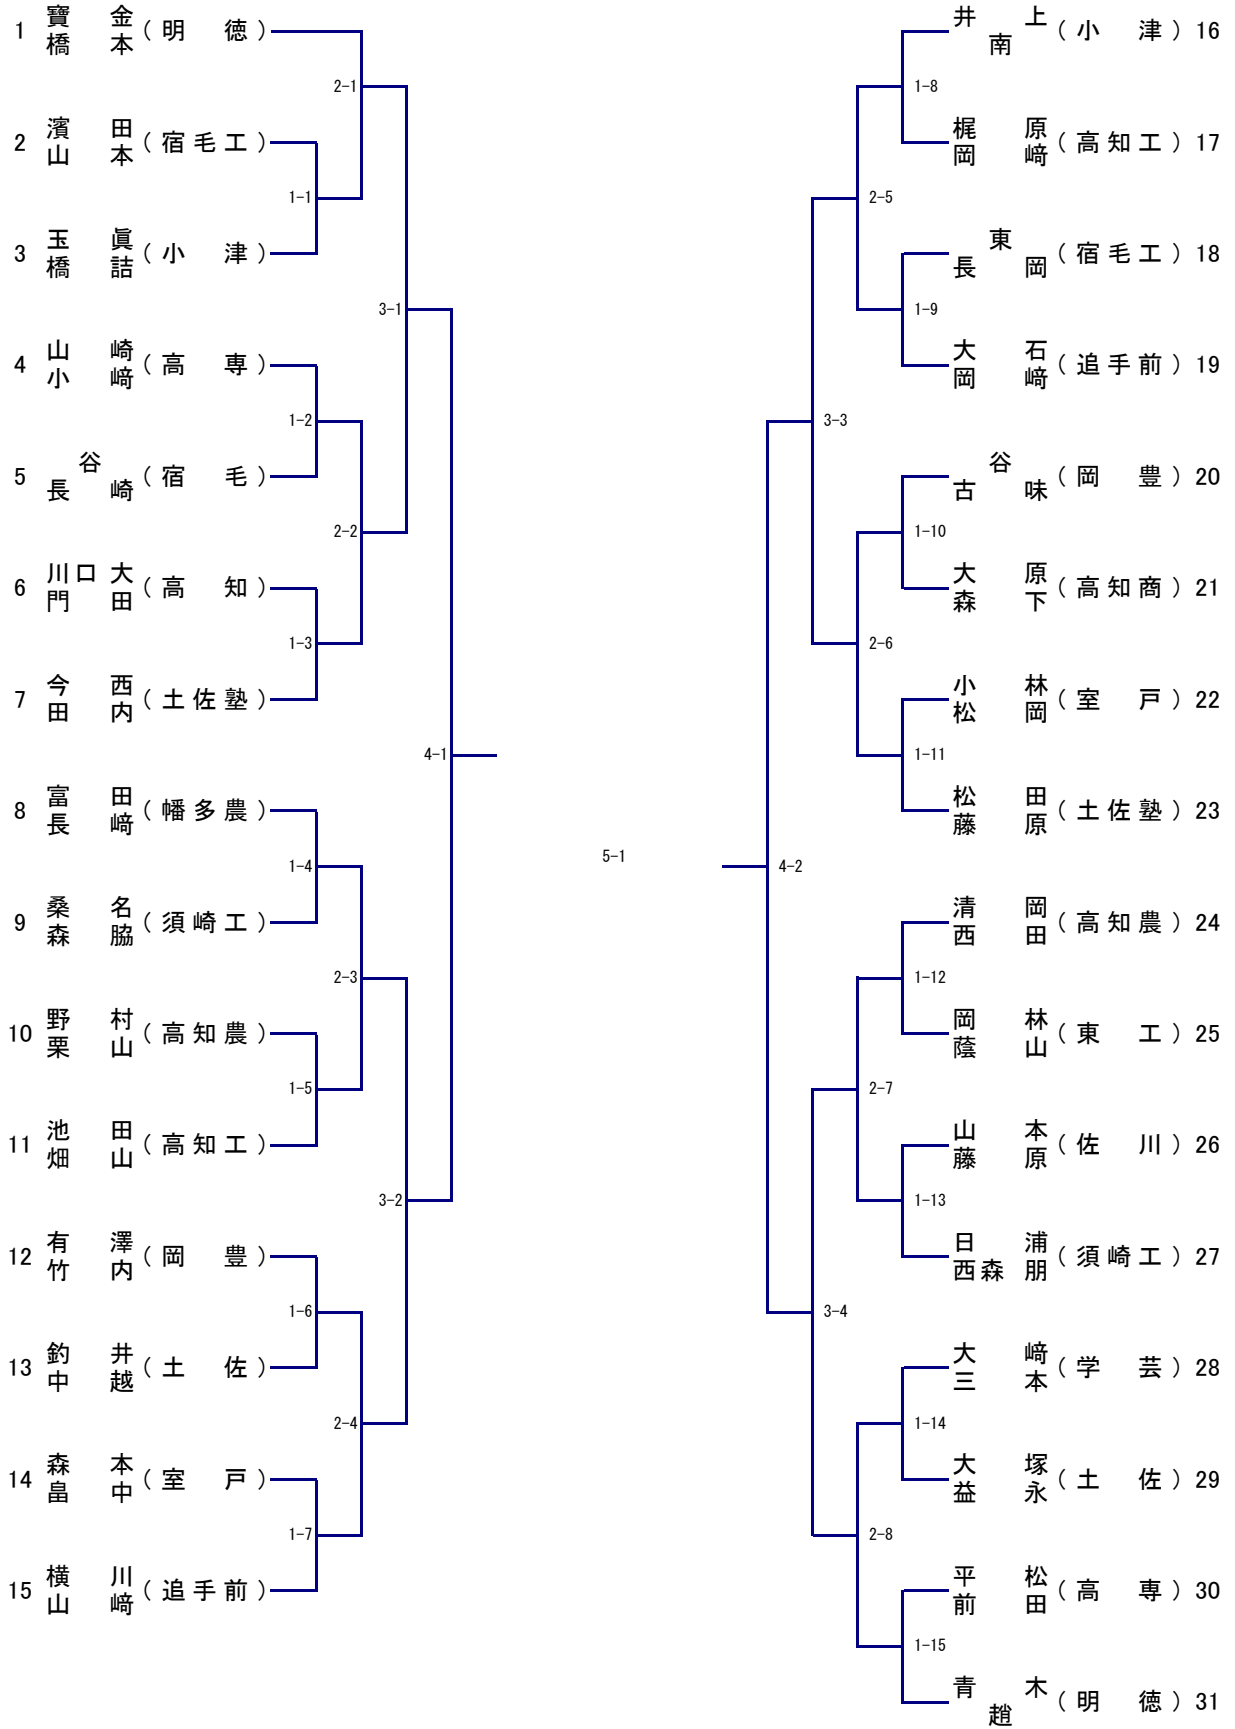 1 寶金 橋本 (明徳)
2 濱田 山本 (宿毛工)
3 玉眞 橋詰 (小津)
4 山崎 小崎 (高専)
5 谷 長崎 (宿毛)
6 川口大 門田 (高知)
7 今西 田内 (土佐塾)
8 富田 長﨑 (幡多農)
9 桑名 森脇 (須崎工)
10 野村 栗山 (高知農)
11 池田 畑山 (高知工)
12 有澤 竹内 (岡豊)
13 釣井 中越 (土佐)
14 森本 畠中 (室戸)
15 横川 山﨑 (追手前)
2-1
1-1
3-1
1-2
2-2
1-3
4-1
1-4
2-3
1-5
3-2
1-6
2-4
1-7
5-1
1-8
2-5
1-9
3-3
1-10
2-6
1-11
4-2
1-12
2-7
1-13
3-4
1-14
2-8
1-15
井上 南 (小津) 16
梶原 岡﨑 (高知工) 17
東 長岡 (宿毛工) 18
大石 岡﨑 (追手前) 19
谷 古味 (岡豊) 20
大原 森下 (高知商) 21
小林 松岡 (室戸) 22
松田 藤原 (土佐塾) 23
清岡 西田 (高知農) 24
岡林 蔭山 (東工) 25
山本 藤原 (佐川) 26
日浦 西森朋 (須崎工) 27
大﨑 三本 (学芸) 28
大塚 益永 (土佐) 29
平松 前田 (高専) 30
青木 趙 (明徳) 31